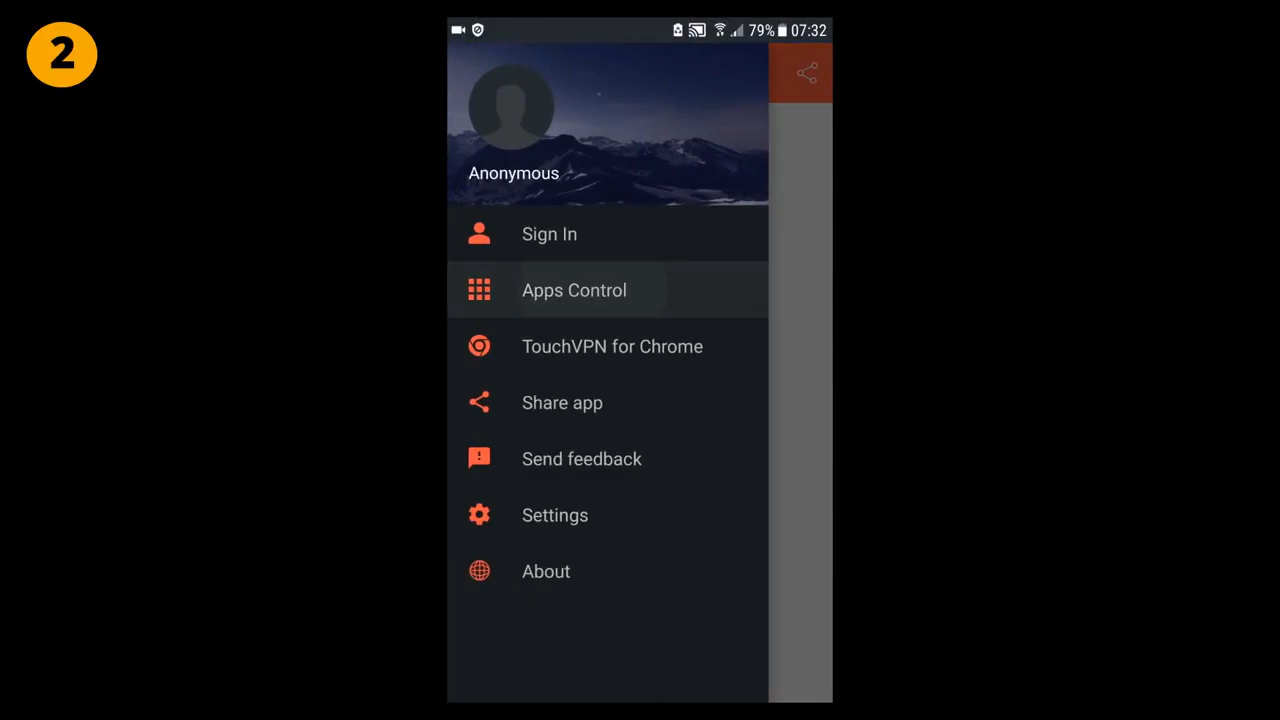 2
79% 07:32
Anonymous
Sign In
Apps Control
TouchVPN for Chrome
Share app
Send feedback
Settings
About